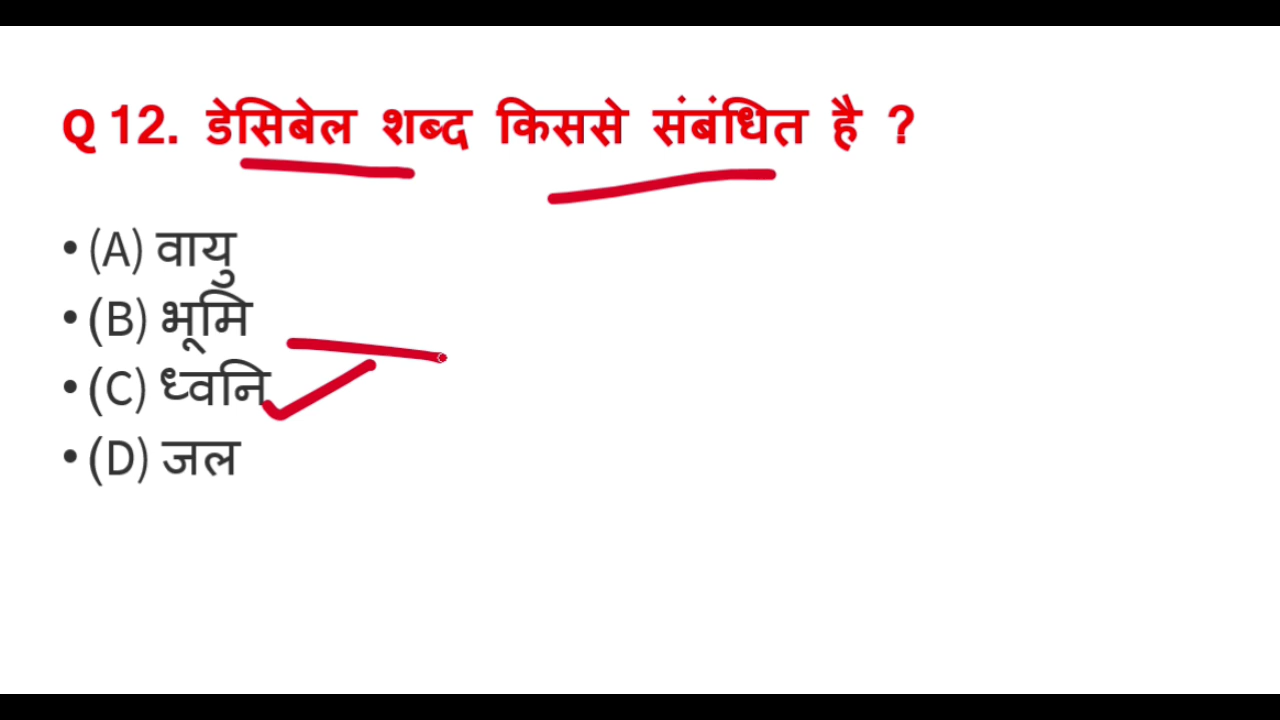 Q 12. डेसिबेल शब्द किससे संबंधित है ?
• (A) वायु
• (B) भूमि
• (C) ध्वनि
• (D) जल